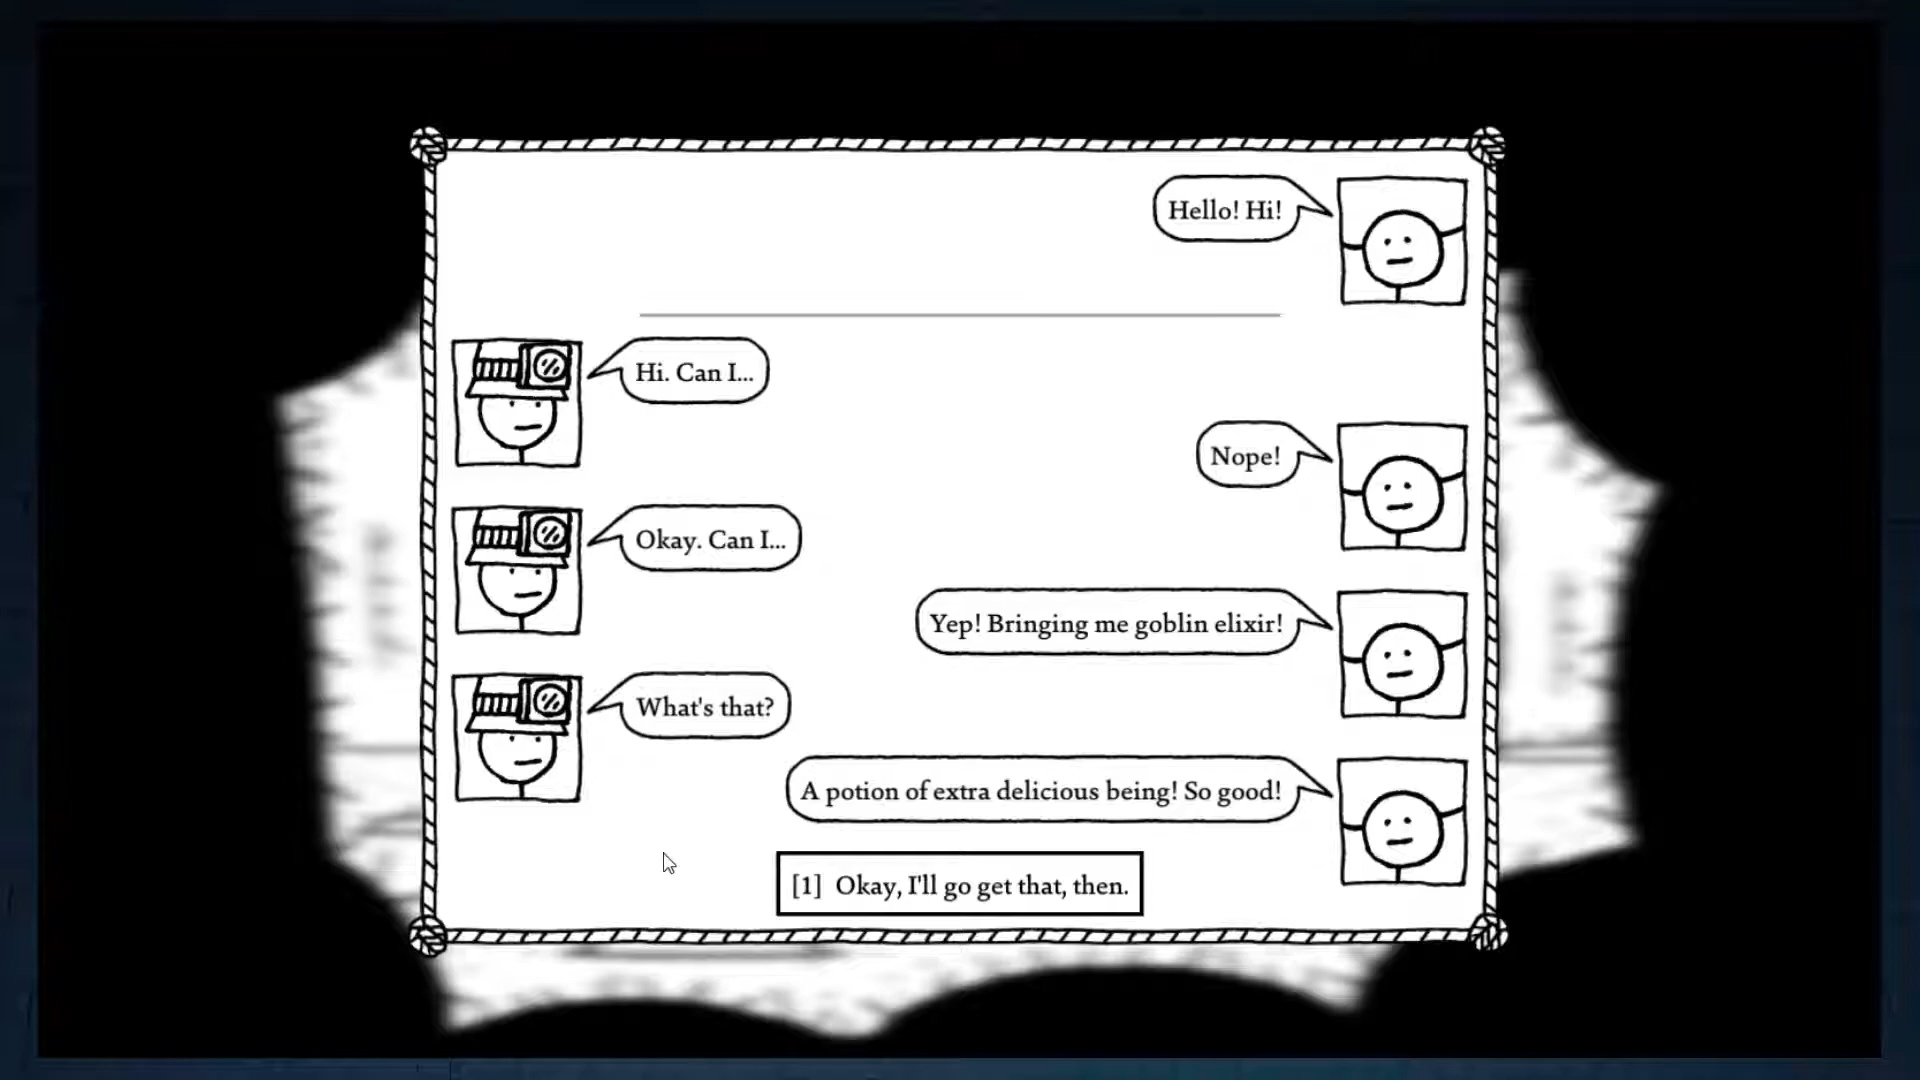 Hello! Hi!
Hi. Can I...
Nope!
Okay. Can I...
Yep! Bringing me goblin elixir!
What's that?
A potion of extra delicious being! So good!
[1] Okay, I'll go get that, then.